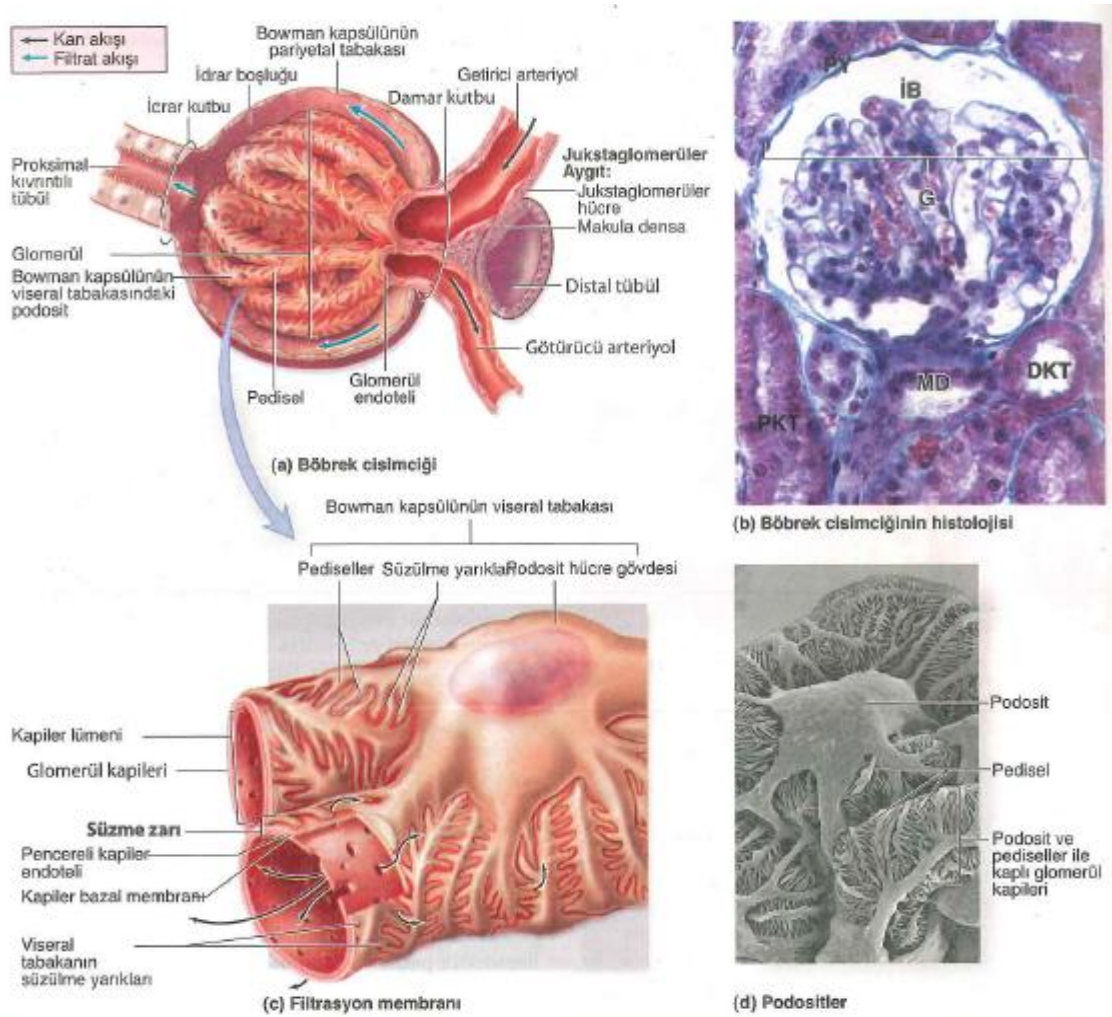 Kan akışı
Filtrat akışı
Bowman kapsülünün
pariyetal tabakası
İdrar boşluğu
İcrar kutbu
Getirici arteriyol
Damar kutbu
Proksimal
kıvrıntılı
tübül
Jukstaglomerüler
Aygıt:
Jukstaglomerüler
hücre
Makula densa
Glomerül
Bowman kapsülünün
viseral tabakasındaki
podosit
Distal tübül
Götürücü arteriyol
Pedisel
Glomerül
endoteli
(a) Böbrek cisimciği
PY
İB
G
MD
DKT
PKT
(b) Böbrek cisimciğinin histolojisi
Bowman kapsülünün viseral tabakası
Pediseller
Süzülme yarıkları
Podosit hücre gövdesi
Kapiler lümeni
Glomerül kapileri
Süzme zarı
Pencereli kapiler
endoteli
Kapiler bazal membranı
Viseral
tabakanın
süzülme yarıkları
(c) Filtrasyon membranı
Podosit
Pedisel
Podosit ve
pediseller ile
kaplı glomerül
kapileri
(d) Podositler